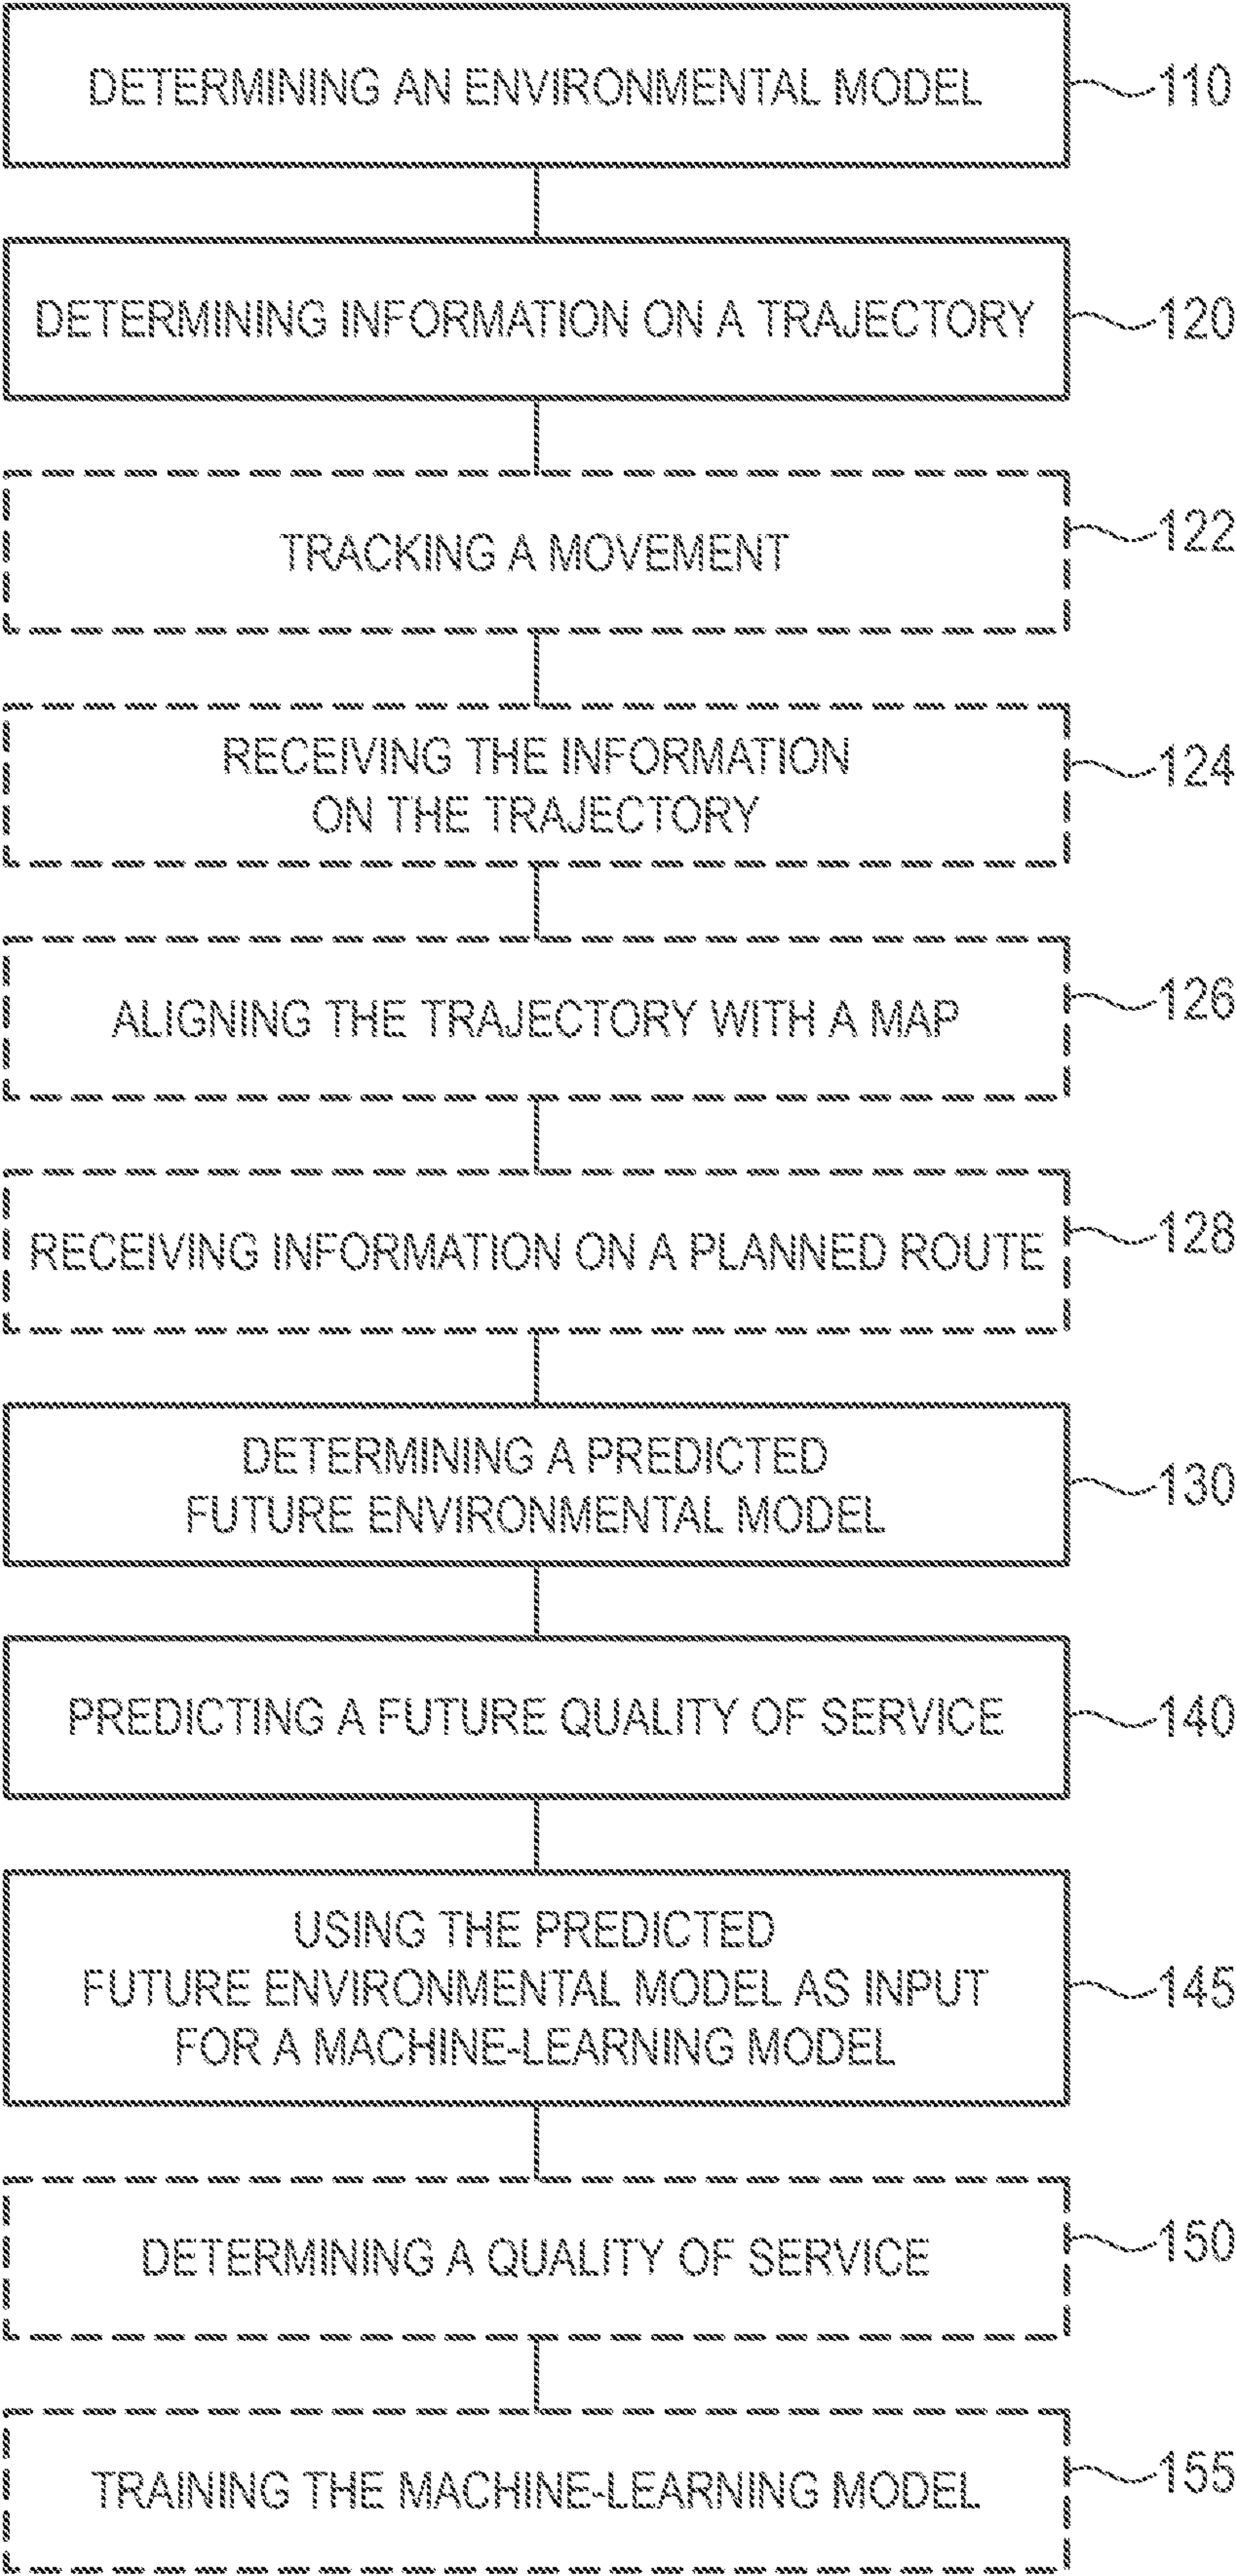 DETERMINING AN ENVIRONMENTAL MODEL
110
DETERMINING INFORMATION ON A TRAJECTORY
120
TRACKING A MOVEMENT
122
RECEIVING THE INFORMATION
ON THE TRAJECTORY
124
ALIGNING THE TRAJECTORY WITH A MAP
126
RECEIVING INFORMATION ON A PLANNED ROUTE
128
DETERMINING A PREDICTED
FUTURE ENVIRONMENTAL MODEL
130
PREDICTING A FUTURE QUALITY OF SERVICE
140
USING THE PREDICTED
FUTURE ENVIRONMENTAL MODEL AS INPUT
FOR A MACHINE-LEARNING MODEL
145
DETERMINING A QUALITY OF SERVICE
150
TRAINING THE MACHINE-LEARNING MODEL
155